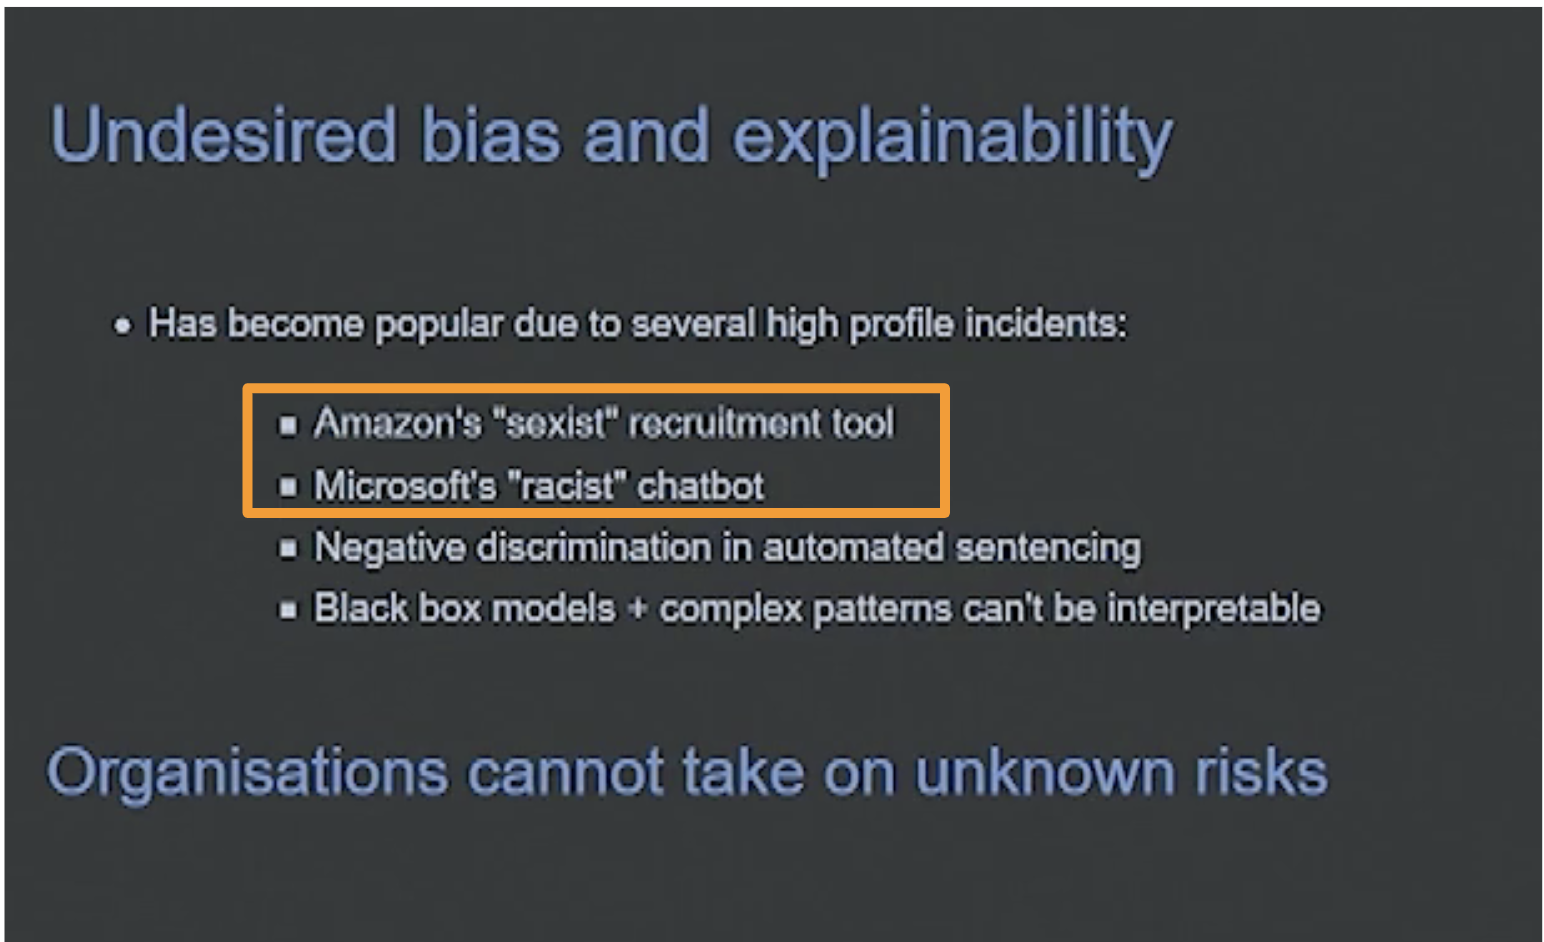 Undesired bias and explainability
• Has become popular due to several high profile incidents:
▪ Amazon's "sexist" recruitment tool
▪ Microsoft's "racist" chatbot
▪ Negative discrimination in automated sentencing
▪ Black box models + complex patterns can't be interpretable
Organisations cannot take on unknown risks